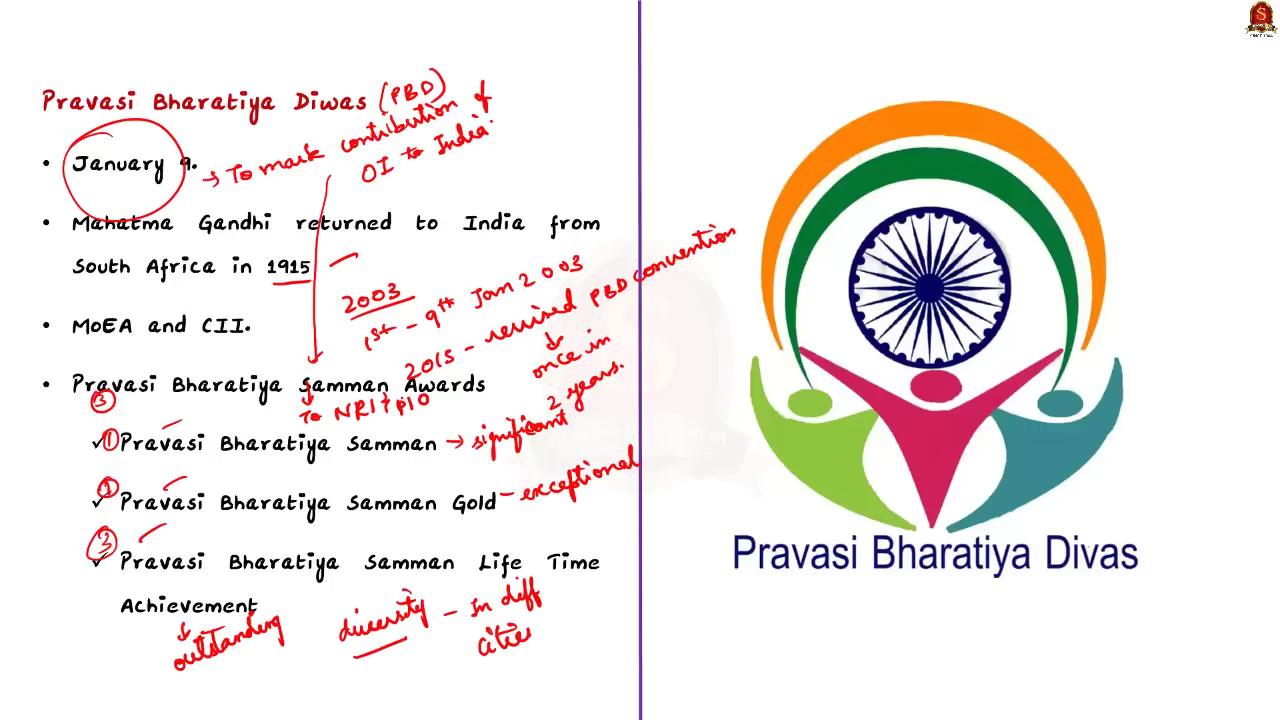 Pravasi Bharatiya Diwas (PBD)
• January 9. → To mark contribution of
OI to India.
• Mahatma Gandhi returned to India from
South Africa in 1915
2003
1st - 9th Jan 2003
• MoEA and CII.
2015 - revised PBD convention
once in
2 years.
• Pravasi Bharatiya Samman Awards
③
To NRI & PIO
✓ ① Pravasi Bharatiya Samman → significant
✓ Pravasi Bharatiya Samman Gold - exceptional
✓ ③ Pravasi Bharatiya Samman Life Time
Achievement
outstanding
diversity - In diff
cities
Pravasi Bharatiya Divas
S